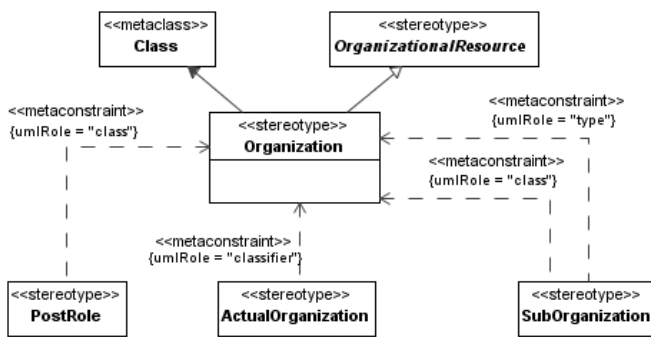 <<metaclass>>
Class
<<stereotype>>
OrganizationalResource
<<metaconstraint>>
{umlRole = "class"}
<<stereotype>>
Organization
<<metaconstraint>>
{umlRole = "type"}
<<metaconstraint>>
{umlRole = "class"}
<<metaconstraint>>
{umlRole = "classifier"}
<<stereotype>>
PostRole
<<stereotype>>
ActualOrganization
<<stereotype>>
SubOrganization